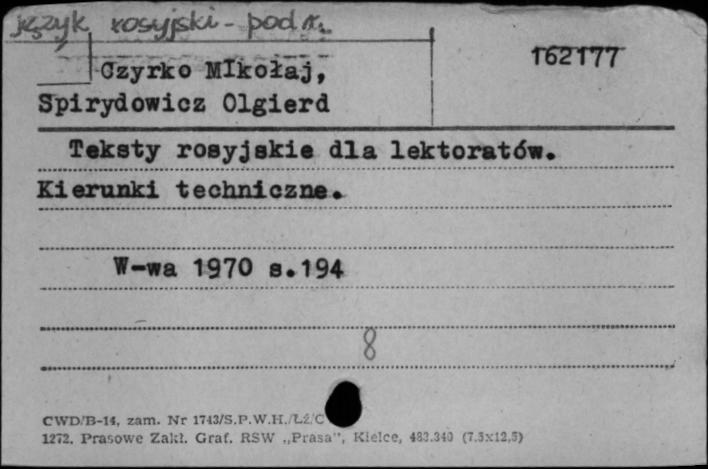 język rosyjski - podr.
162177
Czyrko MIkołaj,
Spirydowicz Olgierd
Teksty rosyjskie dla lektoratów.
Kierunki techniczne.
W-wa 1970 s.194
8
CWD/B-14, zam. Nr 1743/S.P.W.H./Łź/C
1272. Prasowe Zakł. Graf. RSW „Prasa", Kielce, 483.340 (7,5x12,5)